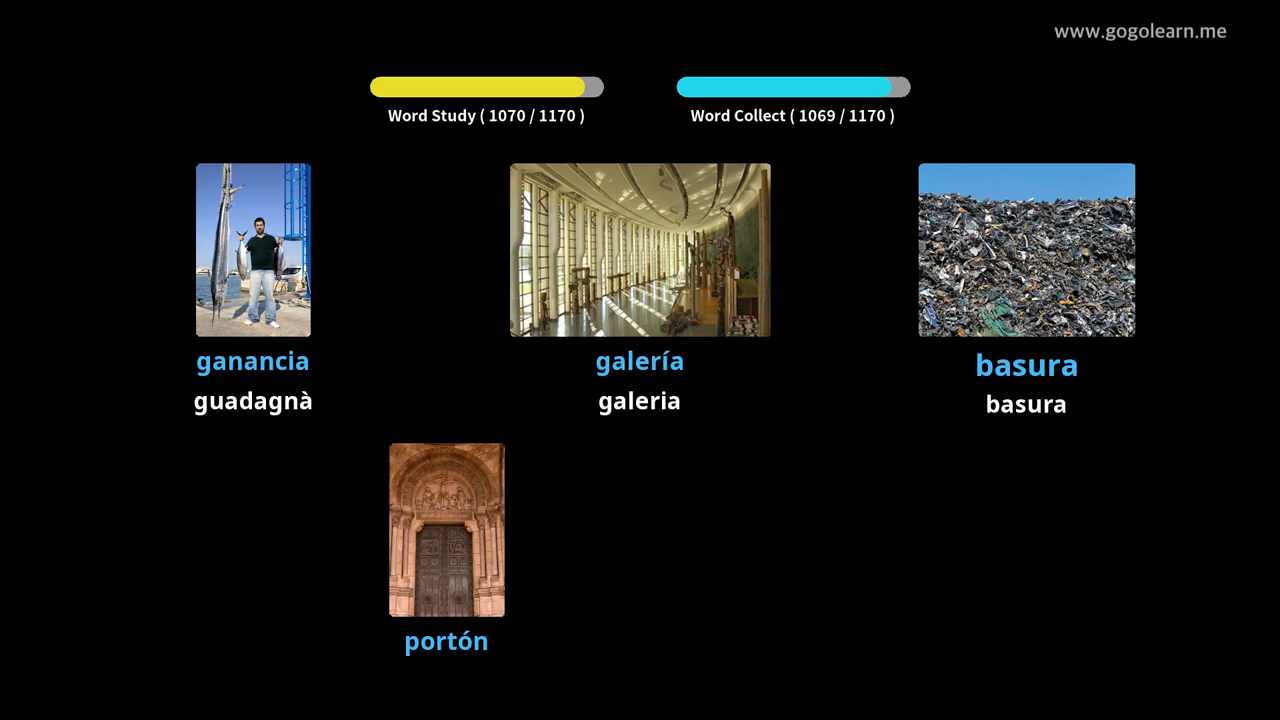 www.gogolearn.me
Word Study ( 1070 / 1170 )
Word Collect ( 1069 / 1170 )
ganancia
guadagnà
galería
galeria
basura
basura
portón